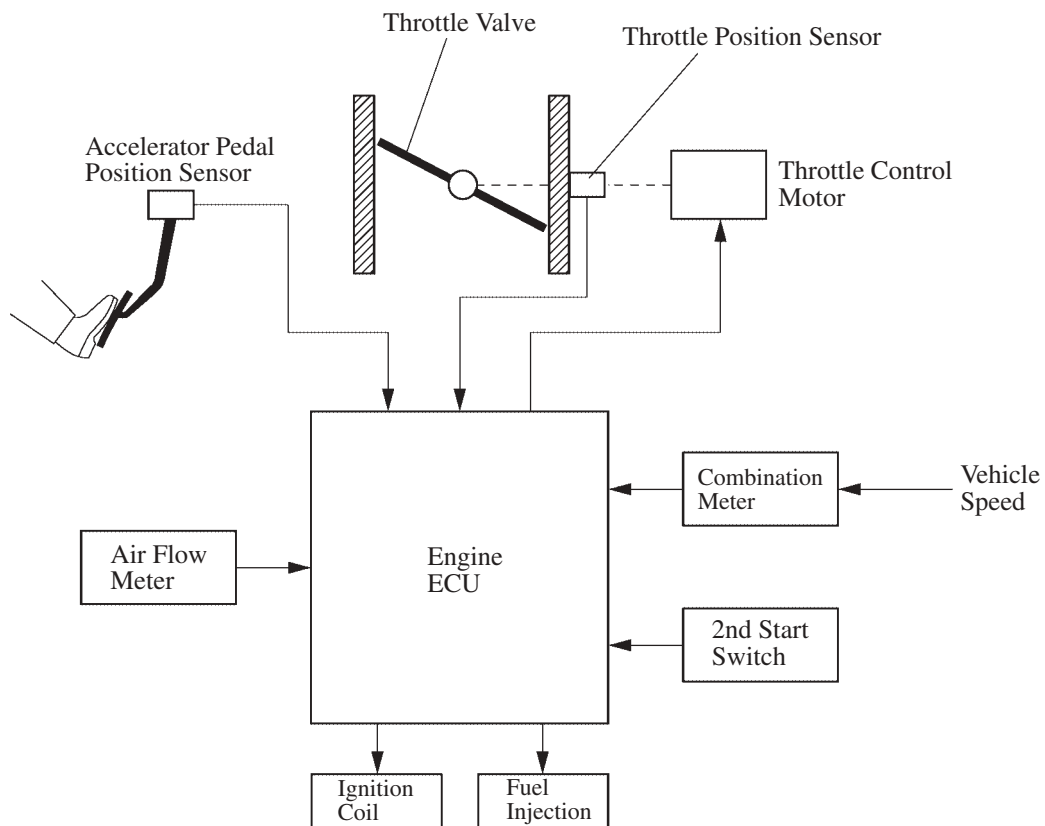 Throttle Valve
Throttle Position Sensor
Accelerator Pedal
Position Sensor
Throttle Control
Motor
Combination
Meter
Vehicle
Speed
Air Flow
Meter
Engine
ECU
2nd Start
Switch
Ignition
Coil
Fuel
Injection